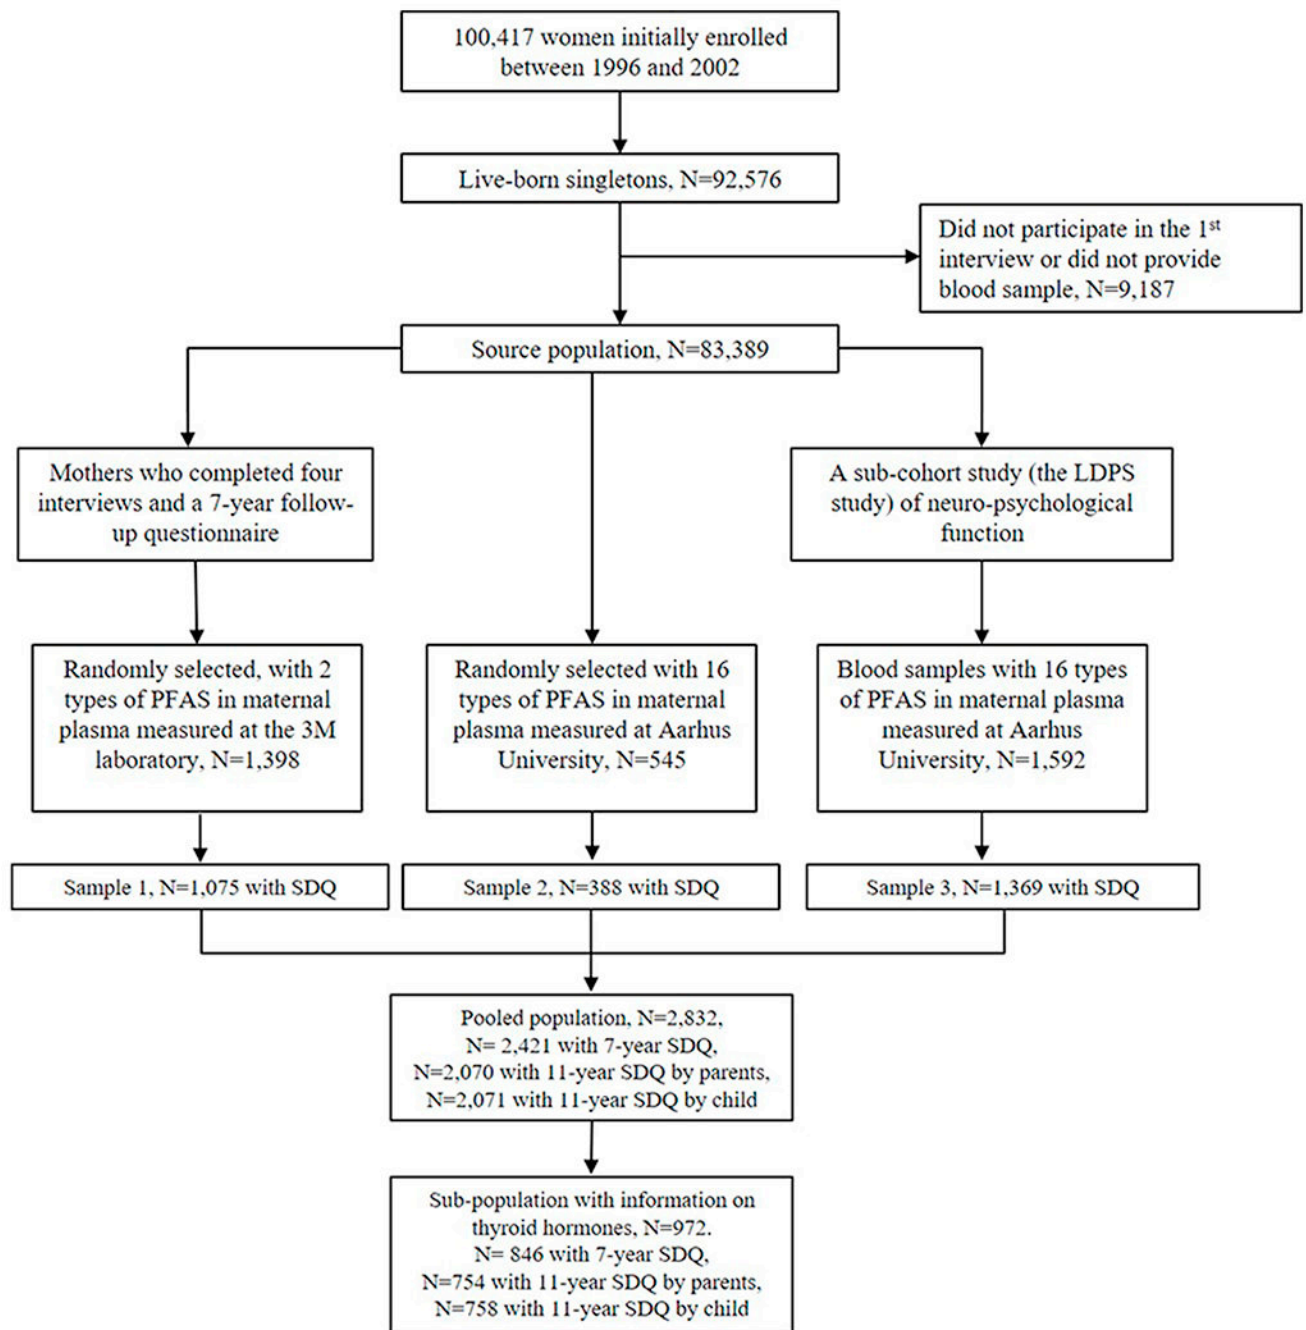 100,417 women initially enrolled
between 1996 and 2002
Live-born singletons, N=92,576
Did not participate in the 1st
interview or did not provide
blood sample, N=9,187
Source population, N=83,389
Mothers who completed four
interviews and a 7-year follow-
up questionnaire
A sub-cohort study (the LDPS
study) of neuro-psychological
function
Randomly selected, with 2
types of PFAS in maternal
plasma measured at the 3M
laboratory, N=1,398
Randomly selected with 16
types of PFAS in maternal
plasma measured at Aarhus
University, N=545
Blood samples with 16 types
of PFAS in maternal plasma
measured at Aarhus
University, N=1,592
Sample 1, N=1,075 with SDQ
Sample 2, N=388 with SDQ
Sample 3, N=1,369 with SDQ
Pooled population, N=2,832,
N= 2,421 with 7-year SDQ,
N=2,070 with 11-year SDQ by parents,
N=2,071 with 11-year SDQ by child
Sub-population with information on
thyroid hormones, N=972.
N= 846 with 7-year SDQ,
N=754 with 11-year SDQ by parents,
N=758 with 11-year SDQ by child